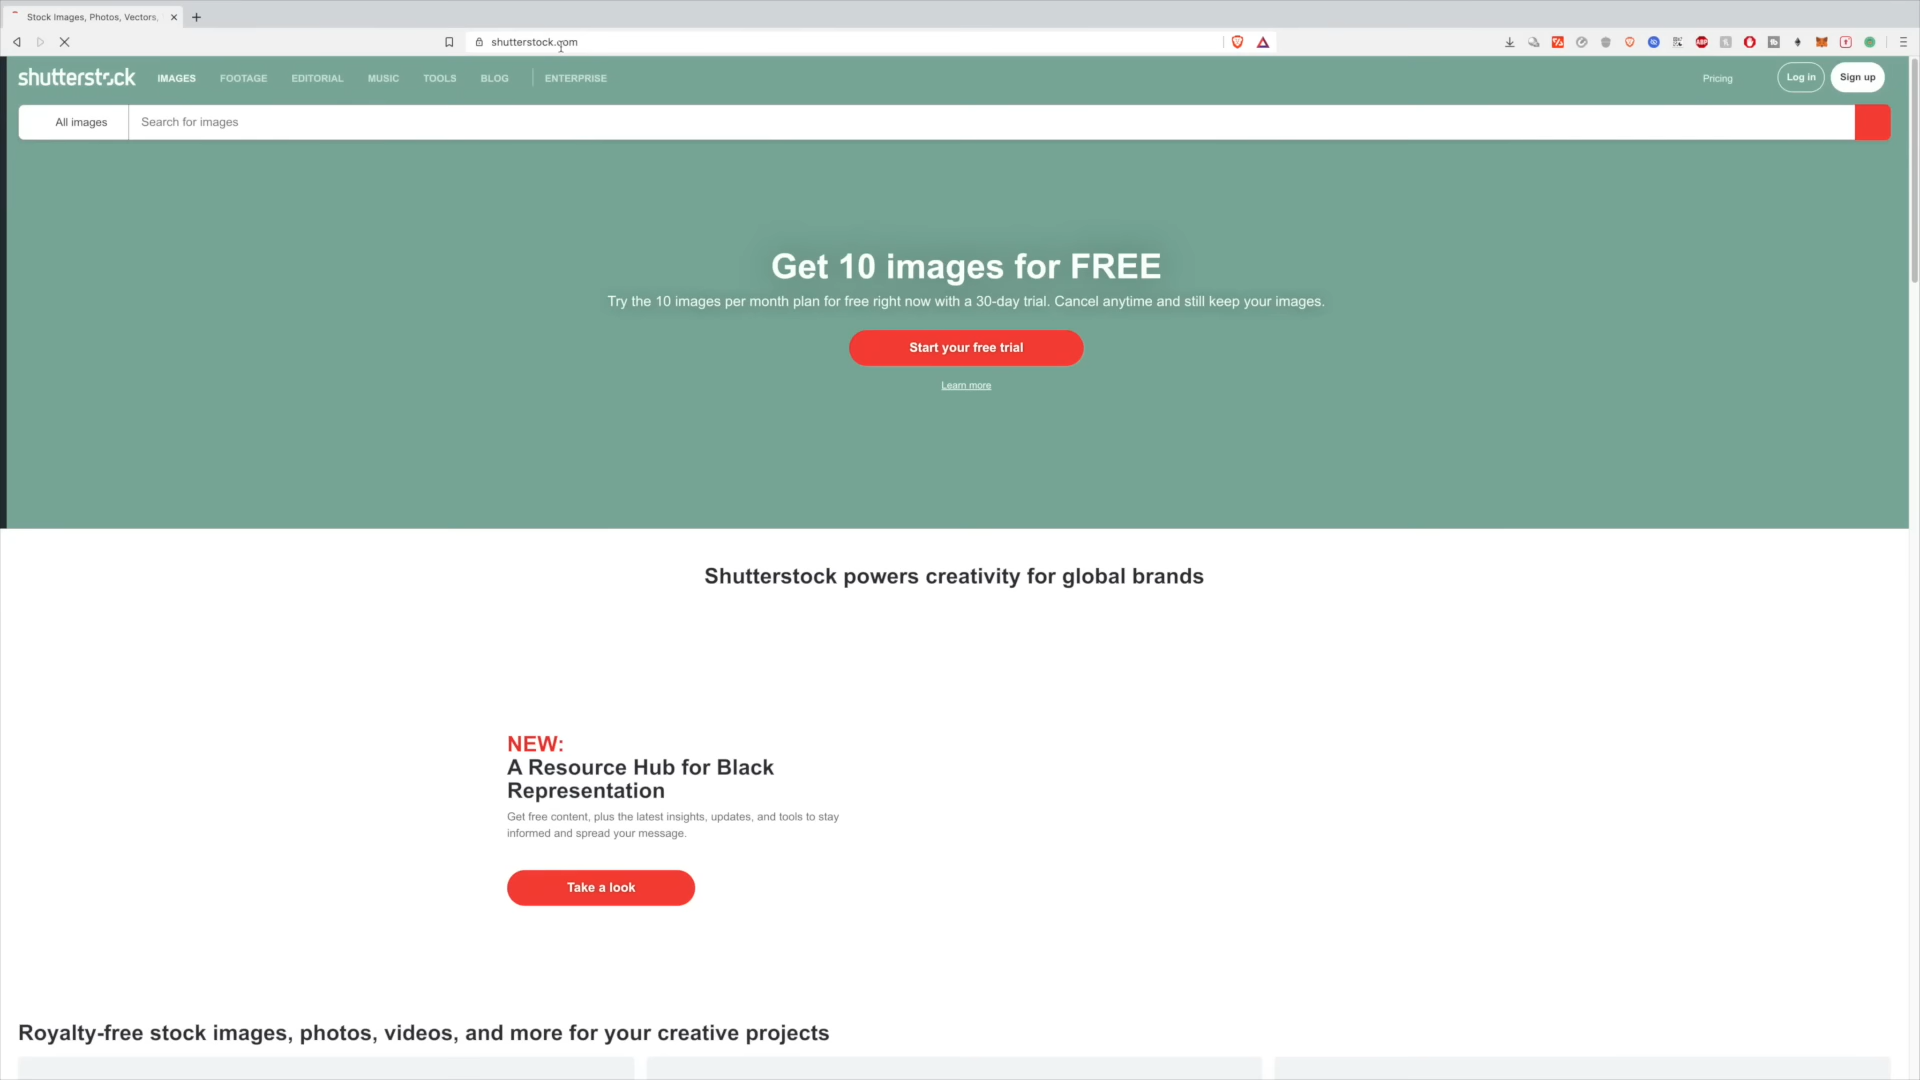 Stock Images, Photos, Vectors,
shutterstock.com
shutterstock IMAGES FOOTAGE EDITORIAL MUSIC TOOLS BLOG ENTERPRISE Pricing Log in Sign up
All images Search for images
Get 10 images for FREE
Try the 10 images per month plan for free right now with a 30-day trial. Cancel anytime and still keep your images.
Start your free trial
Learn more
Shutterstock powers creativity for global brands
NEW:
A Resource Hub for Black
Representation
Get free content, plus the latest insights, updates, and tools to stay
informed and spread your message.
Take a look
Royalty-free stock images, photos, videos, and more for your creative projects